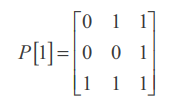 0 1 1
P[1]= 0 0 1
1 1 1